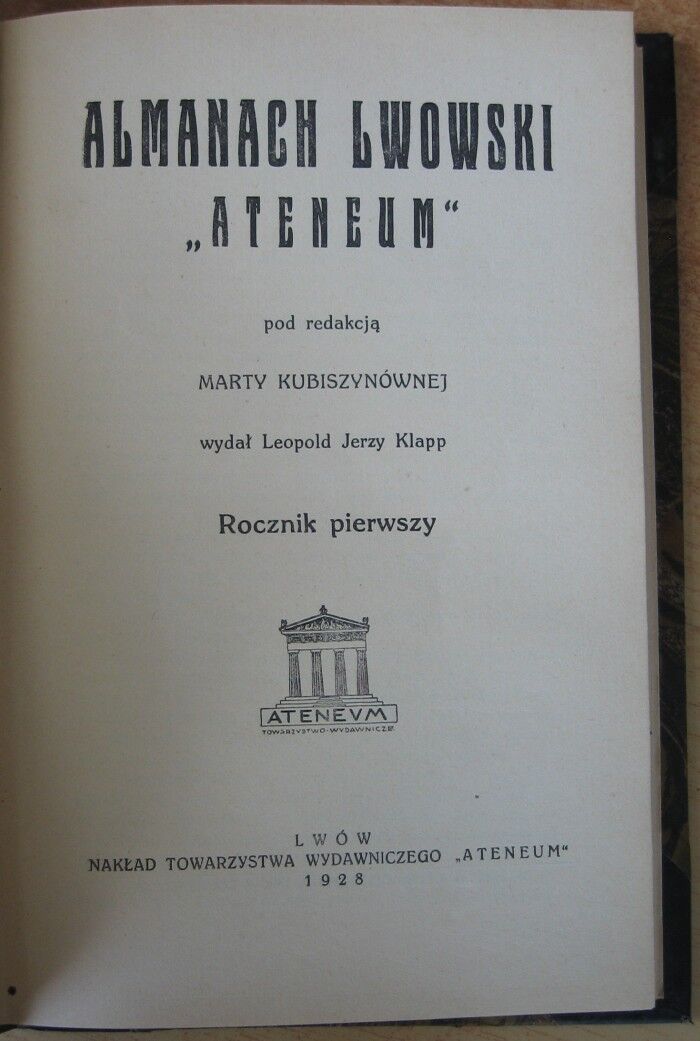 ALMANACH LWOWSKI
„ATENEUM“
pod redakcją
MARTY KUBISZYNÓWNEJ
wydał Leopold Jerzy Klapp
Rocznik pierwszy
ATENEVM
TOWARZYSTWO·WYDAWNICZE
LWÓW
NAKŁAD TOWARZYSTWA WYDAWNICZEGO „ATENEUM“
1928